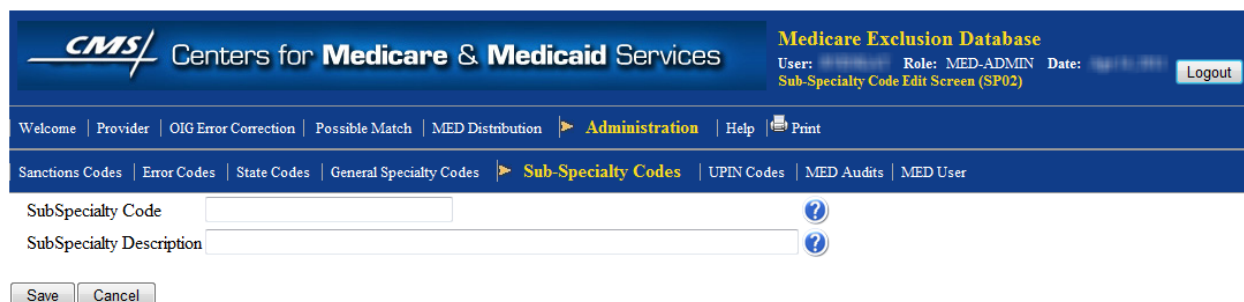 CMS Centers for Medicare & Medicaid Services
Medicare Exclusion Database
User: Role: MED-ADMIN Date:
Sub-Specialty Code Edit Screen (SP02)
Logout
Welcome | Provider | OIG Error Correction | Possible Match | MED Distribution Administration | Help | Print
Sanctions Codes | Error Codes | State Codes | General Specialty Codes Sub-Specialty Codes | UPIN Codes | MED Audits | MED User
SubSpecialty Code ?
SubSpecialty Description ?
Save Cancel